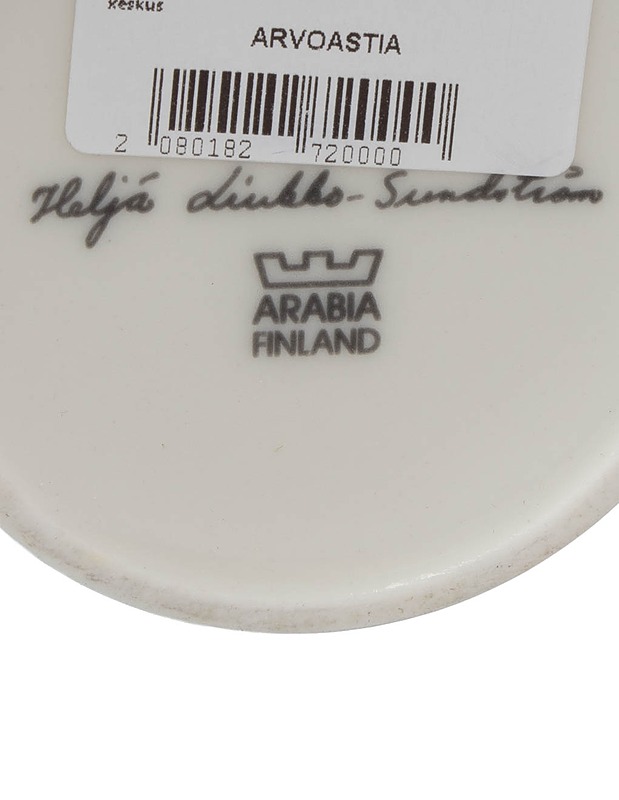 keskus
ARVOASTIA
2 080182 720000
Heljä Liukko-Sundström
ARABIA
FINLAND